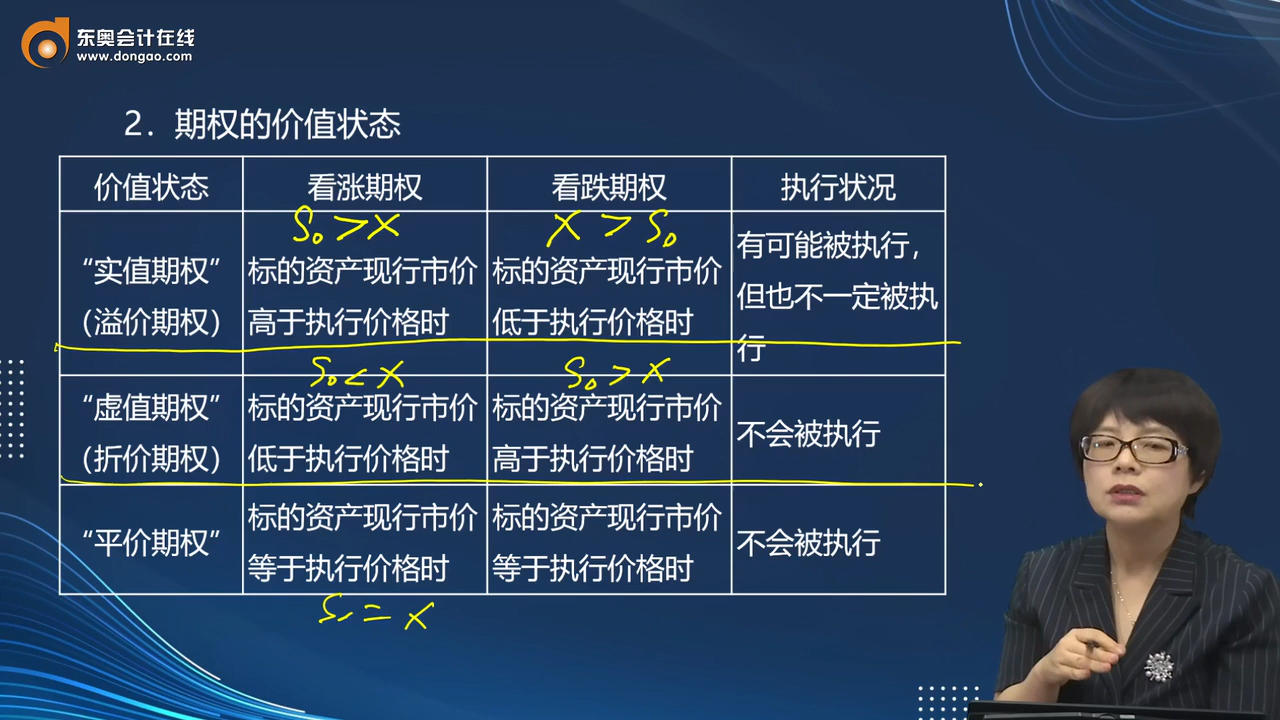 东奥会计在线
www.dongao.com
2. 期权的价值状态
价值状态 看涨期权 看跌期权 执行状况
S₀>X X>S₀
“实值期权”
(溢价期权)
标的资产现行市价
高于执行价格时
标的资产现行市价
低于执行价格时
有可能被执行,
但也不一定被执
行
S₀<X S₀>X
“虚值期权”
(折价期权)
标的资产现行市价
低于执行价格时
标的资产现行市价
高于执行价格时
不会被执行
“平价期权”
标的资产现行市价
等于执行价格时
标的资产现行市价
等于执行价格时
不会被执行